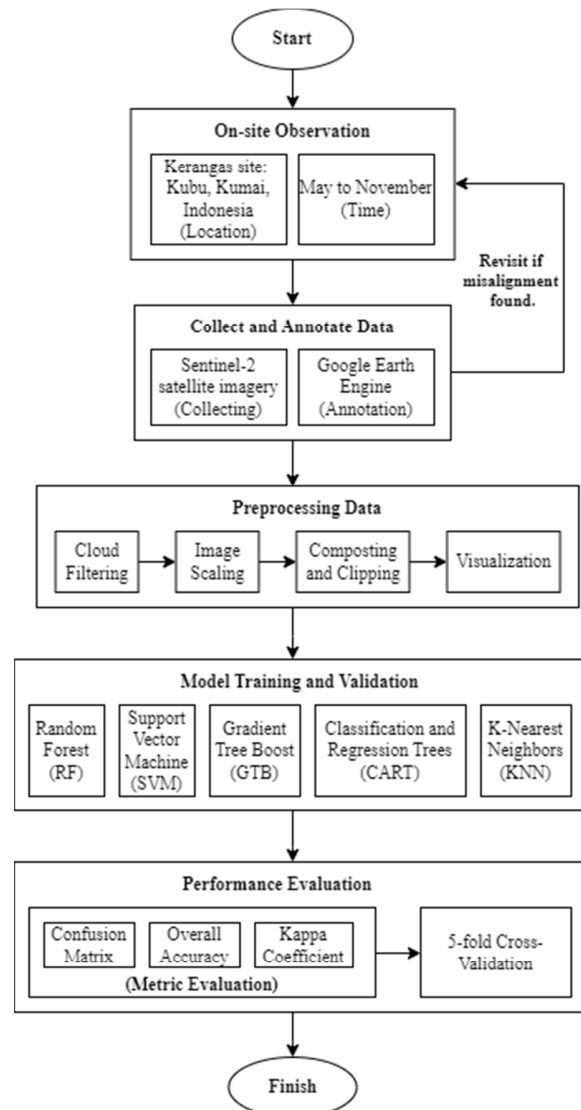 Start
On-site Observation
Kerangas site:
Kubu, Kumai,
Indonesia
(Location)
May to November
(Time)
Revisit if
misalignment
found.
Collect and Annotate Data
Sentinel-2
satellite imagery
(Collecting)
Google Earth
Engine
(Annotation)
Preprocessing Data
Cloud
Filtering
Image
Scaling
Composting
and Clipping
Visualization
Model Training and Validation
Random
Forest
(RF)
Support
Vector
Machine
(SVM)
Gradient
Tree Boost
(GTB)
Classification and
Regression Trees
(CART)
K-Nearest
Neighbors
(KNN)
Performance Evaluation
Confusion
Matrix
Overall
Accuracy
Kappa
Coefficient
(Metric Evaluation)
5-fold Cross-
Validation
Finish